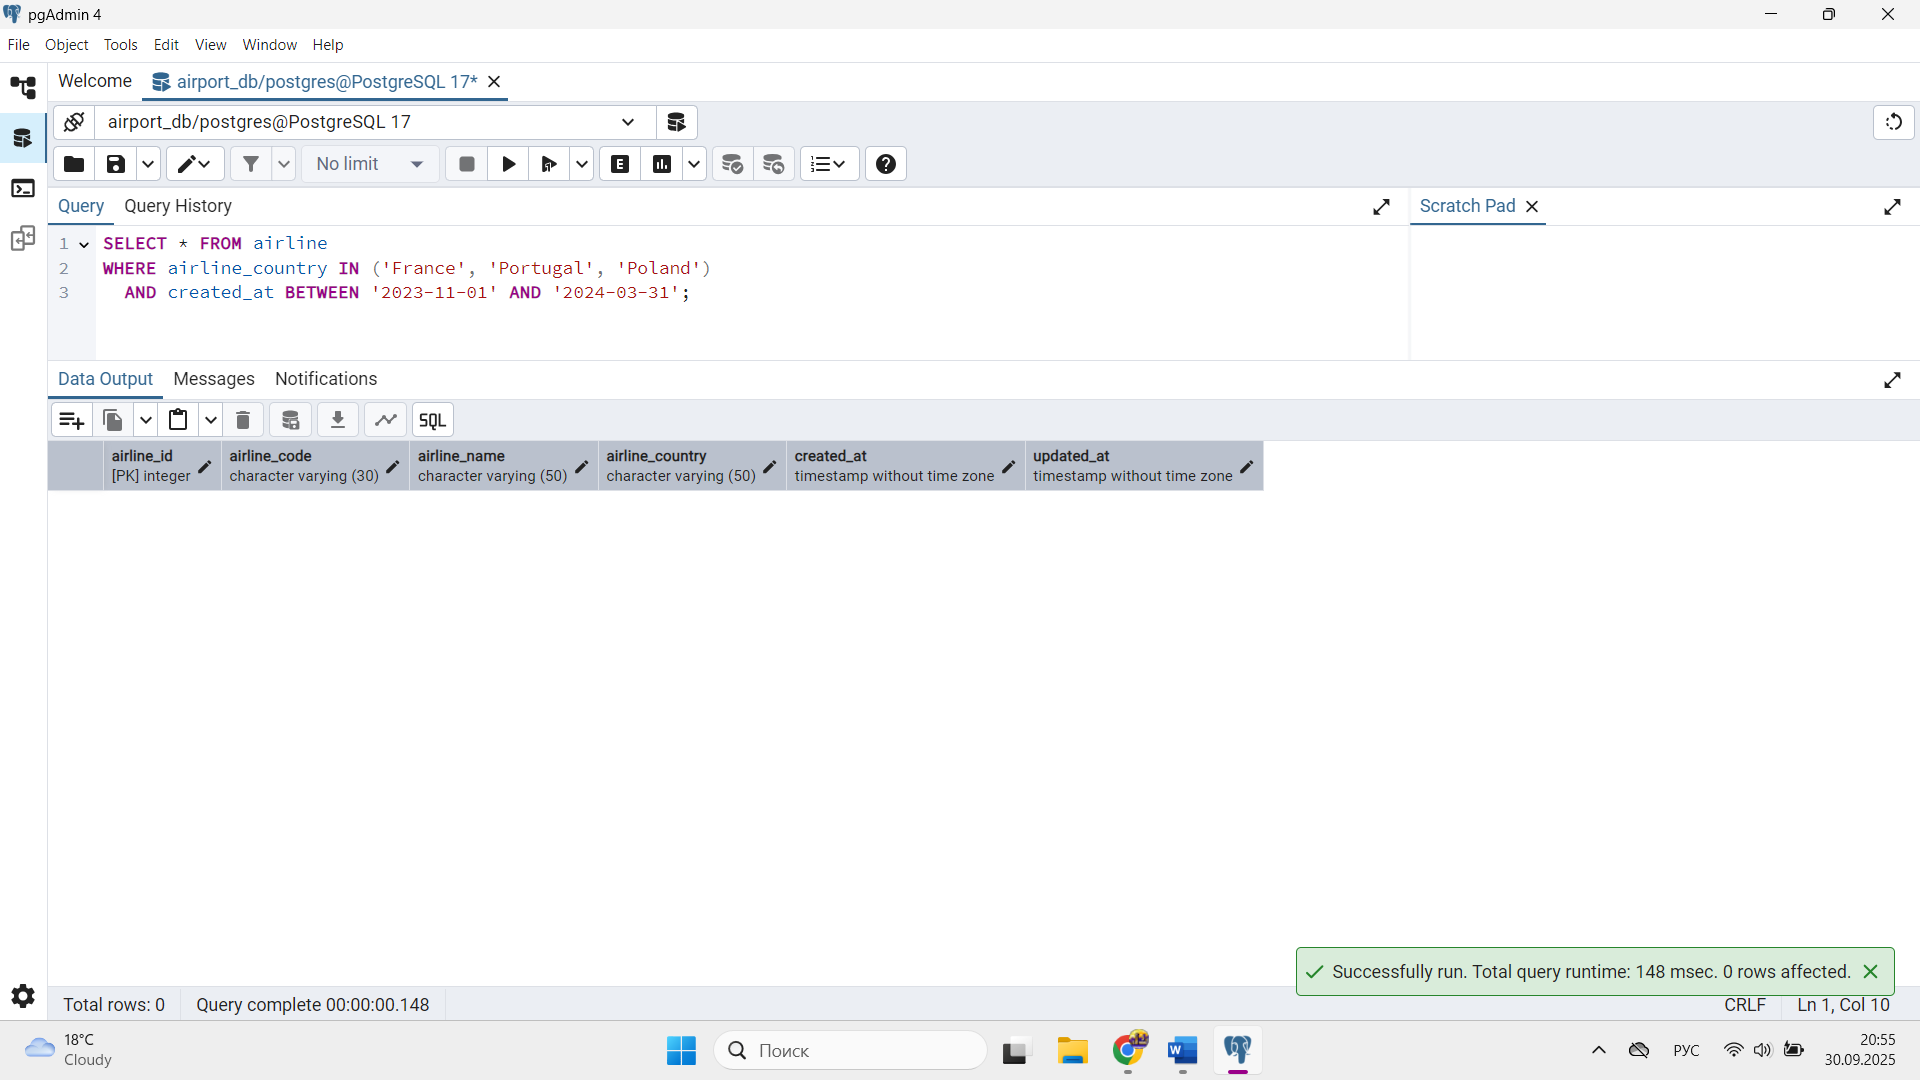 pgAdmin 4
File Object Tools Edit View Window Help
Welcome airport_db/postgres@PostgreSQL 17*
airport_db/postgres@PostgreSQL 17
No limit
Query Query History Scratch Pad
1 SELECT * FROM airline
2 WHERE airline_country IN ('France', 'Portugal', 'Poland')
3 AND created_at BETWEEN '2023-11-01' AND '2024-03-31';
Data Output Messages Notifications
SQL
airline_id airline_code airline_name airline_country created_at updated_at
[PK] integer character varying (30) character varying (50) character varying (50) timestamp without time zone timestamp without time zone
Successfully run. Total query runtime: 148 msec. 0 rows affected.
Total rows: 0 Query complete 00:00:00.148 CRLF Ln 1, Col 10
18°C
Cloudy
Поиск
РУС
20:55
30.09.2025